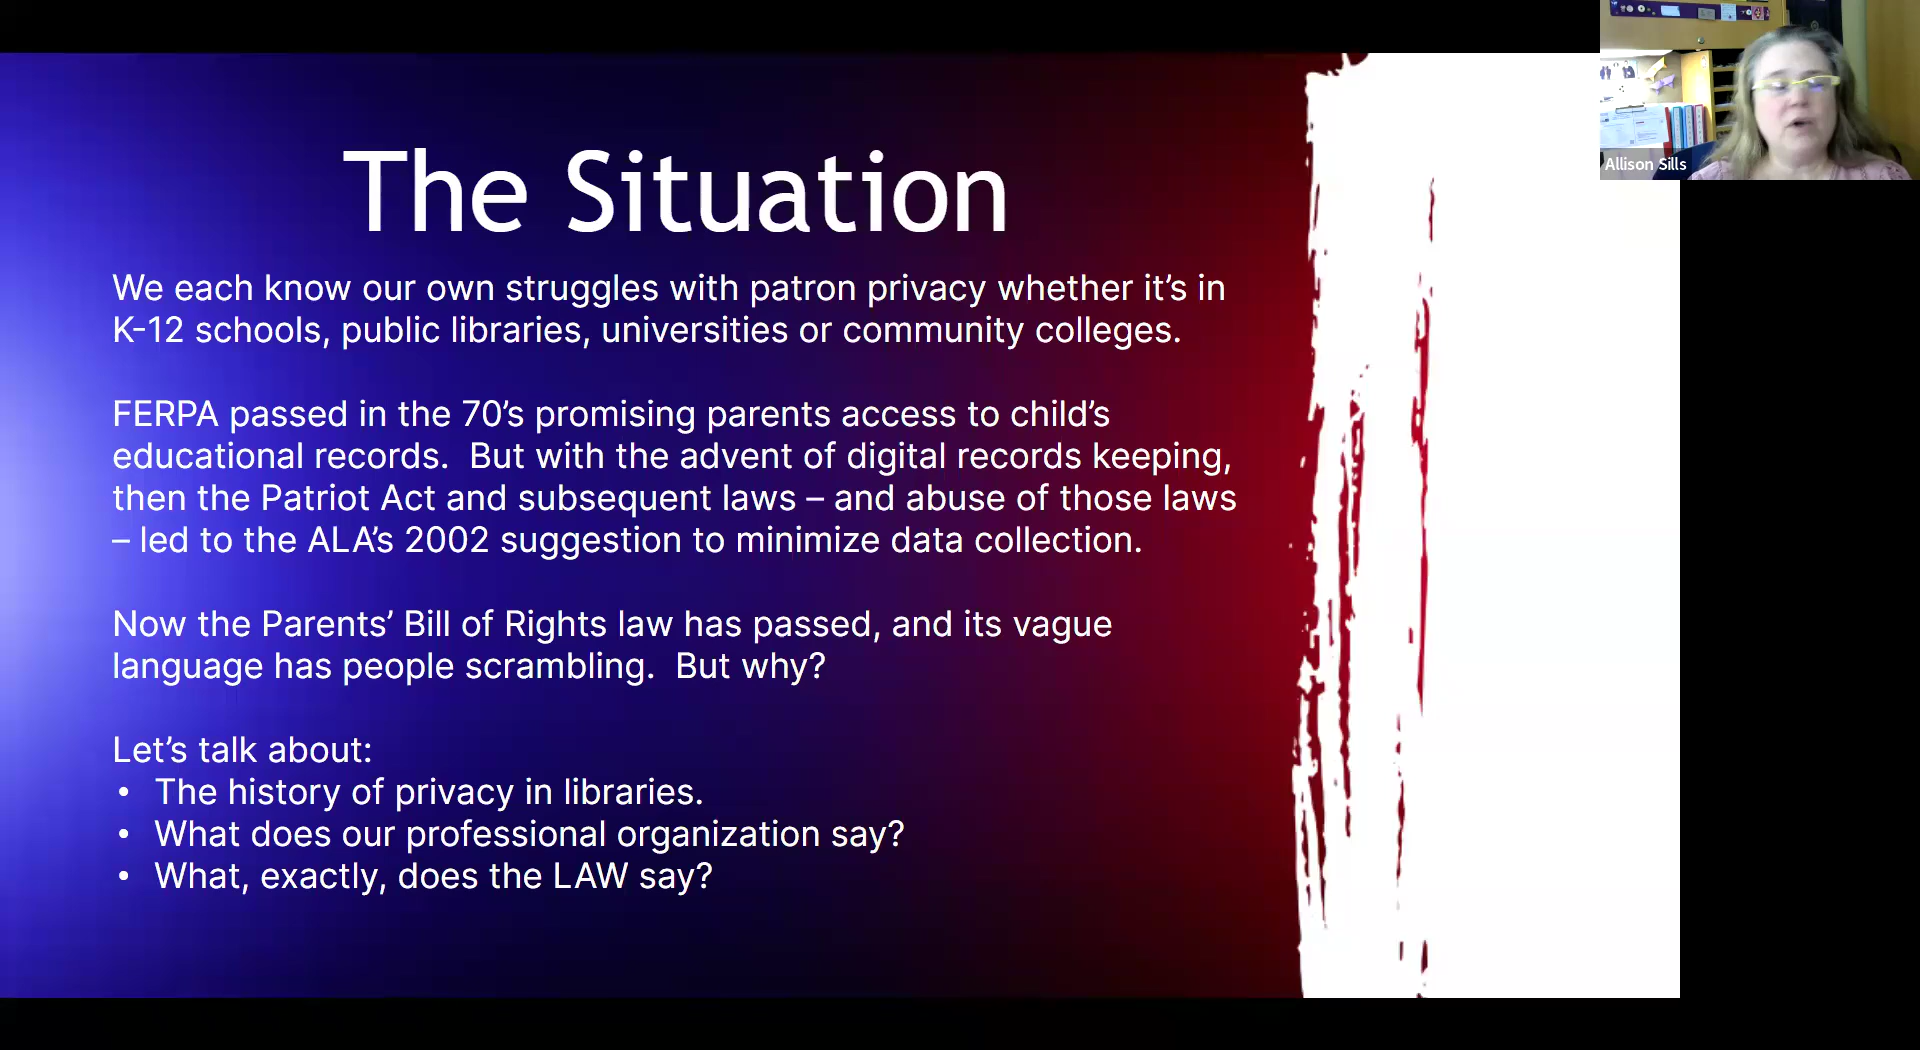 The Situation
We each know our own struggles with patron privacy whether it’s in
K-12 schools, public libraries, universities or community colleges.
FERPA passed in the 70’s promising parents access to child’s
educational records.  But with the advent of digital records keeping,
then the Patriot Act and subsequent laws – and abuse of those laws
– led to the ALA’s 2002 suggestion to minimize data collection.
Now the Parents’ Bill of Rights law has passed, and its vague
language has people scrambling.  But why?
Let’s talk about:
• The history of privacy in libraries.
• What does our professional organization say?
• What, exactly, does the LAW say?
Allison Sills